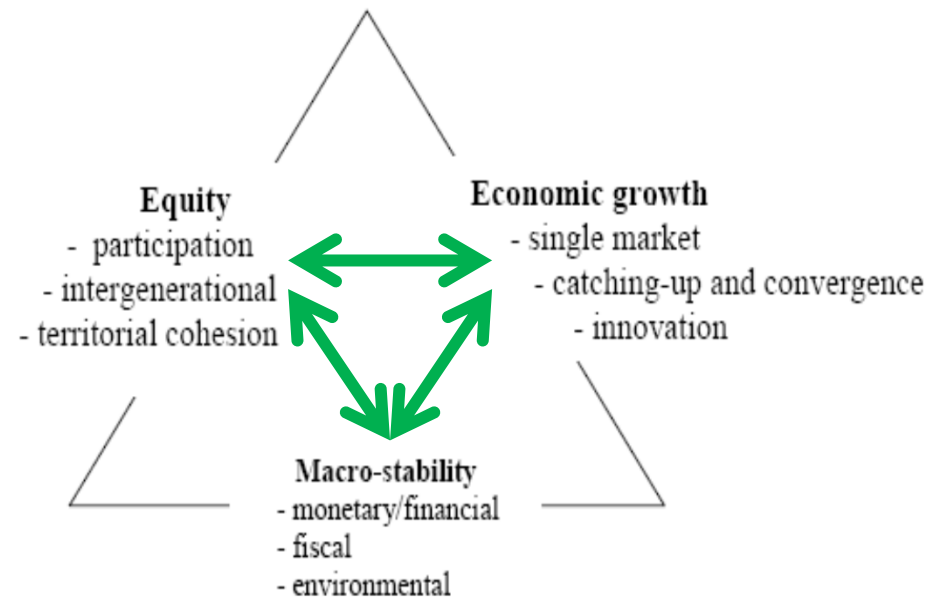 Equity
- participation
- intergenerational
- territorial cohesion
Economic growth
- single market
- catching-up and convergence
- innovation
Macro-stability
- monetary/financial
- fiscal
- environmental